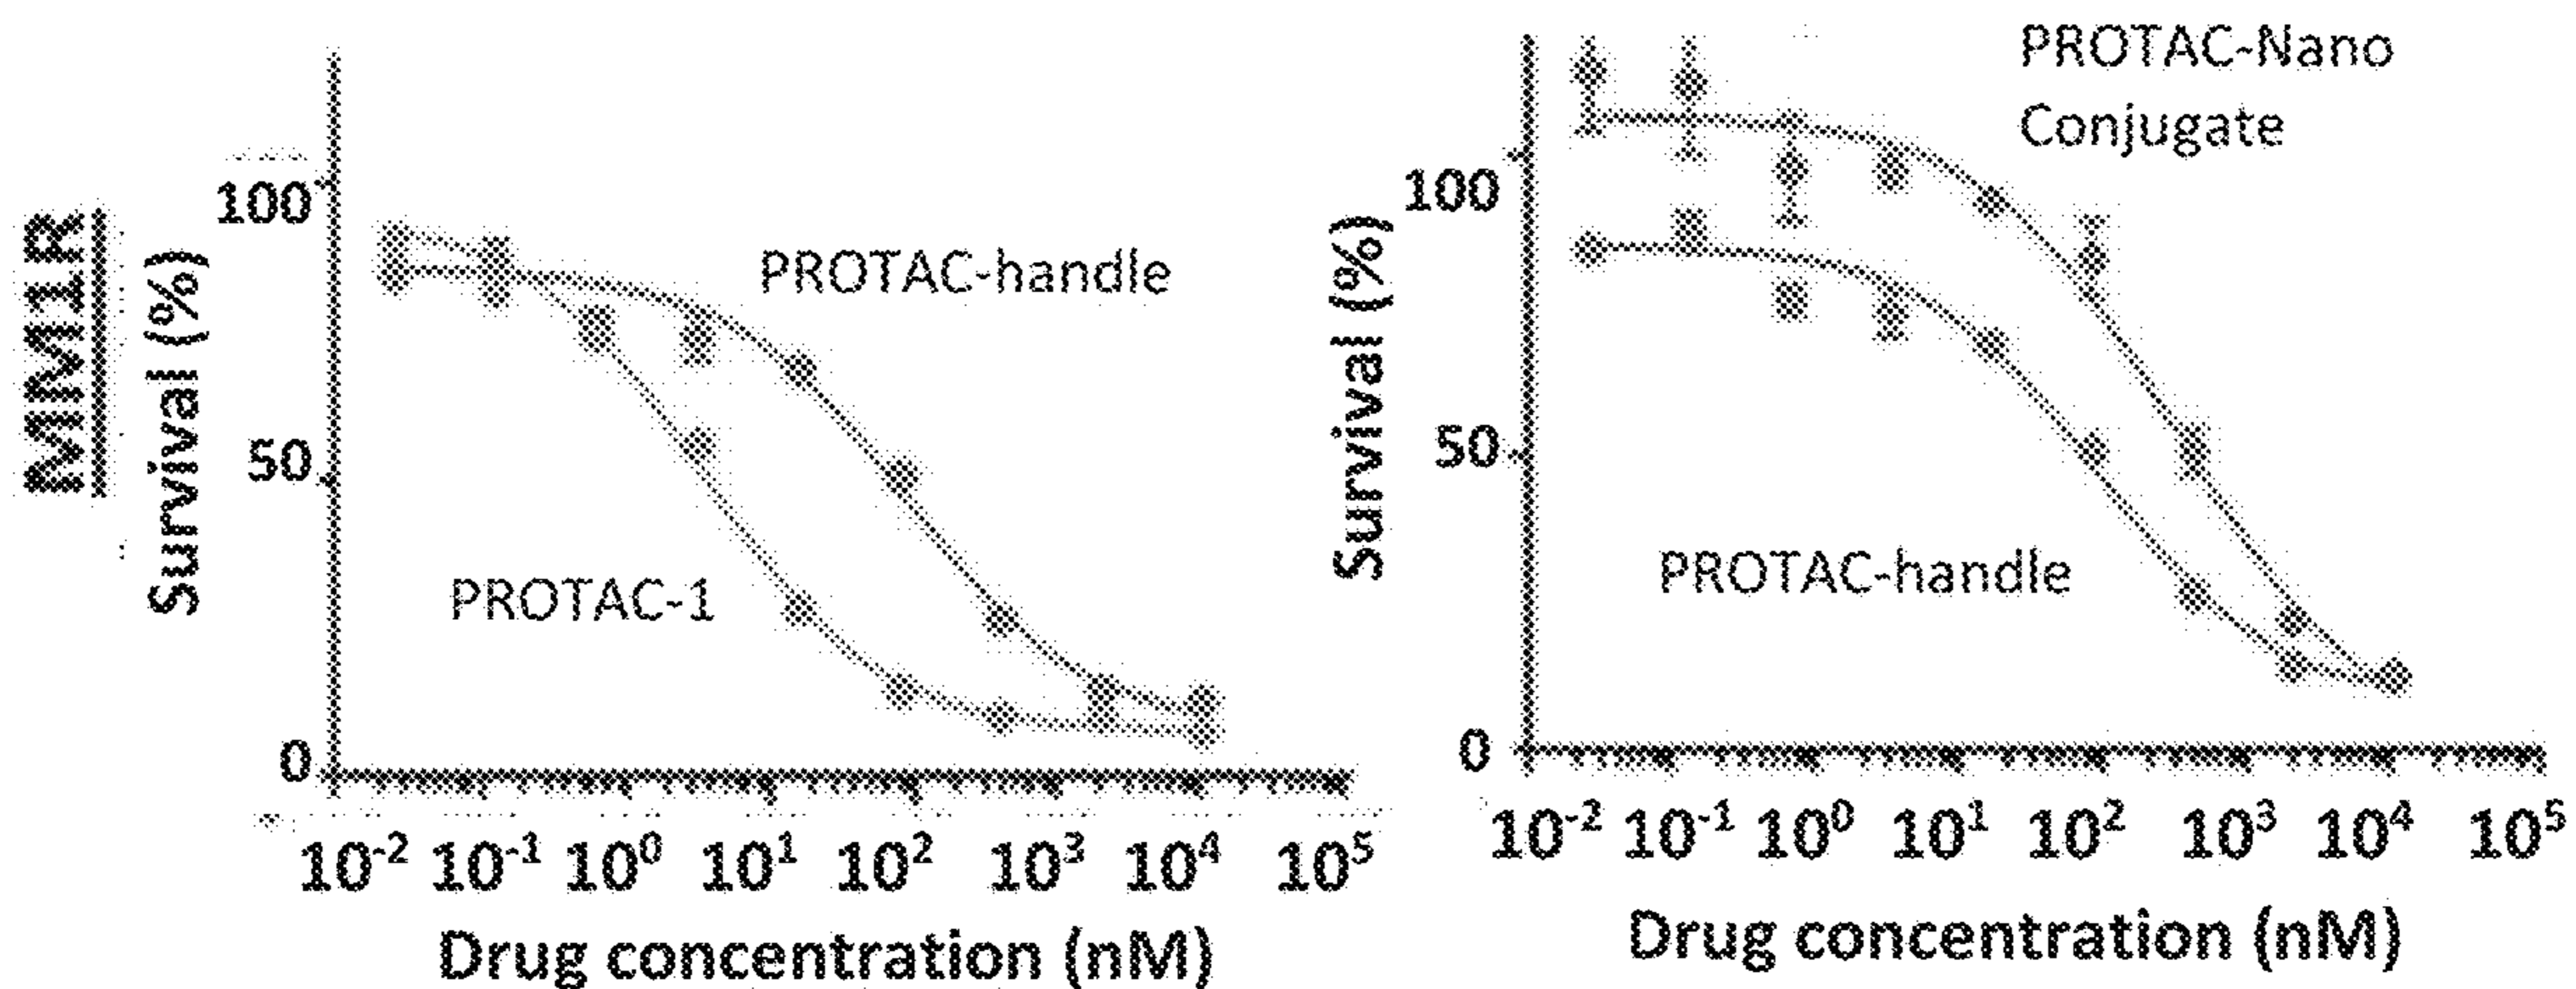 MM1R
Survival (%)
100
50
0
PROTAC-handle
PROTAC-1
10⁻² 10⁻¹ 10⁰ 10¹ 10² 10³ 10⁴ 10⁵
Drug concentration (nM)
Survival (%)
100
50
0
PROTAC-Nano
Conjugate
PROTAC-handle
10⁻² 10⁻¹ 10⁰ 10¹ 10² 10³ 10⁴ 10⁵
Drug concentration (nM)